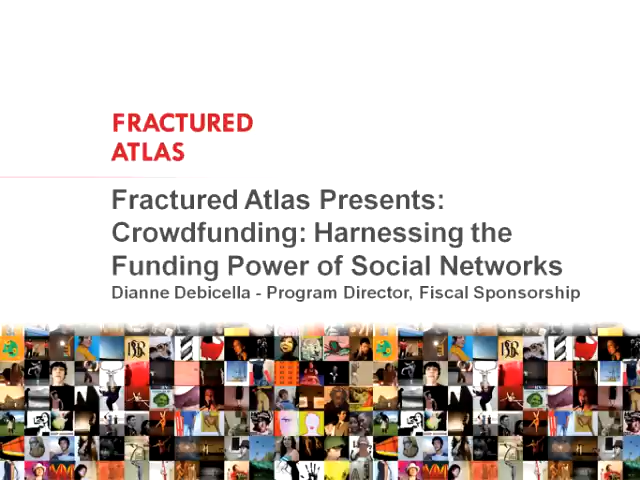 FRACTURED
ATLAS
Fractured Atlas Presents:
Crowdfunding: Harnessing the
Funding Power of Social Networks
Dianne Debicella - Program Director, Fiscal Sponsorship